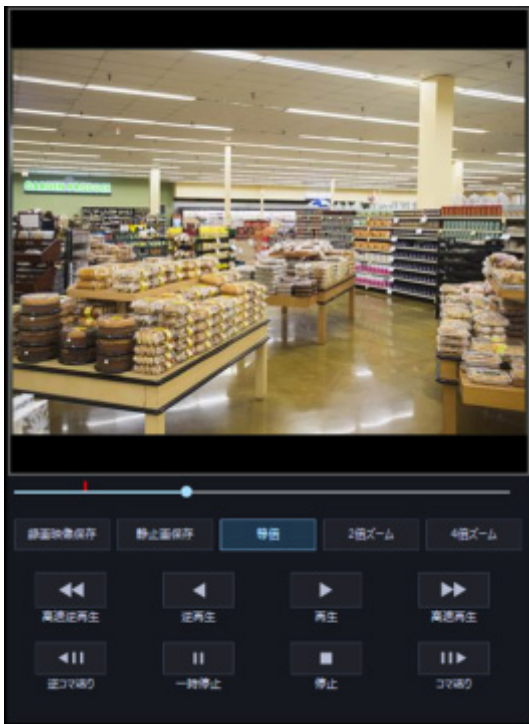 GARDEN PRODUCE
録画映像保存 静止画保存 等倍 2倍ズーム 4倍ズーム
高速逆再生 逆再生 再生 高速再生
逆コマ送り 一時停止 停止 コマ送り